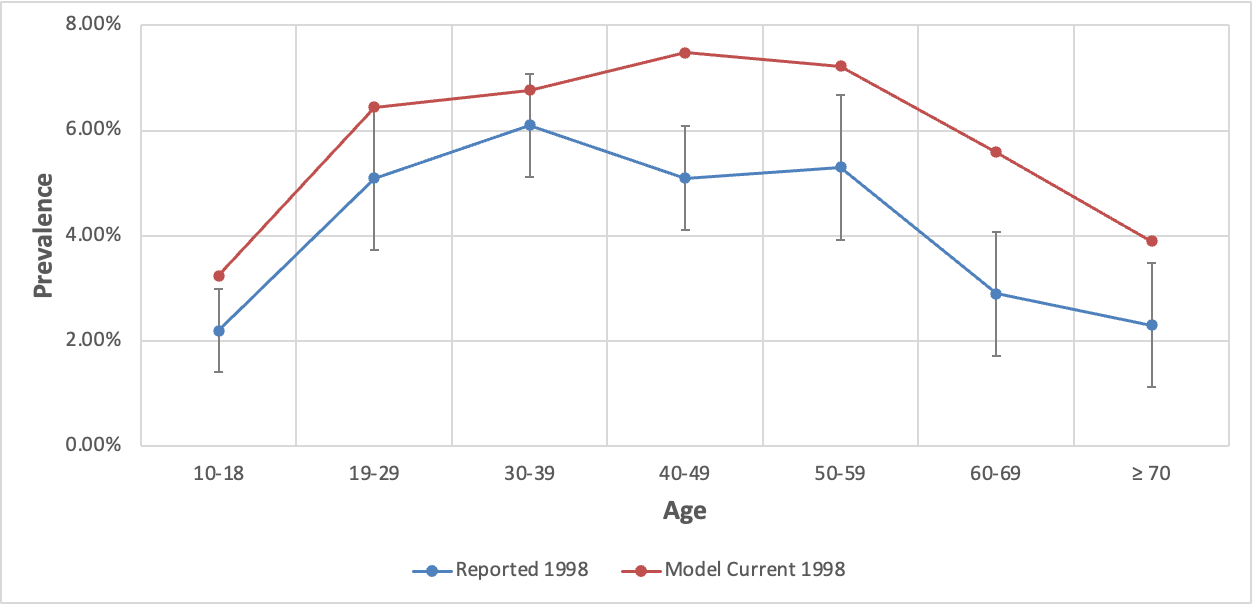 8.00%
6.00%
4.00%
2.00%
0.00%
Prevalence
10-18 19-29 30-39 40-49 50-59 60-69 ≥ 70
Age
Reported 1998 Model Current 1998